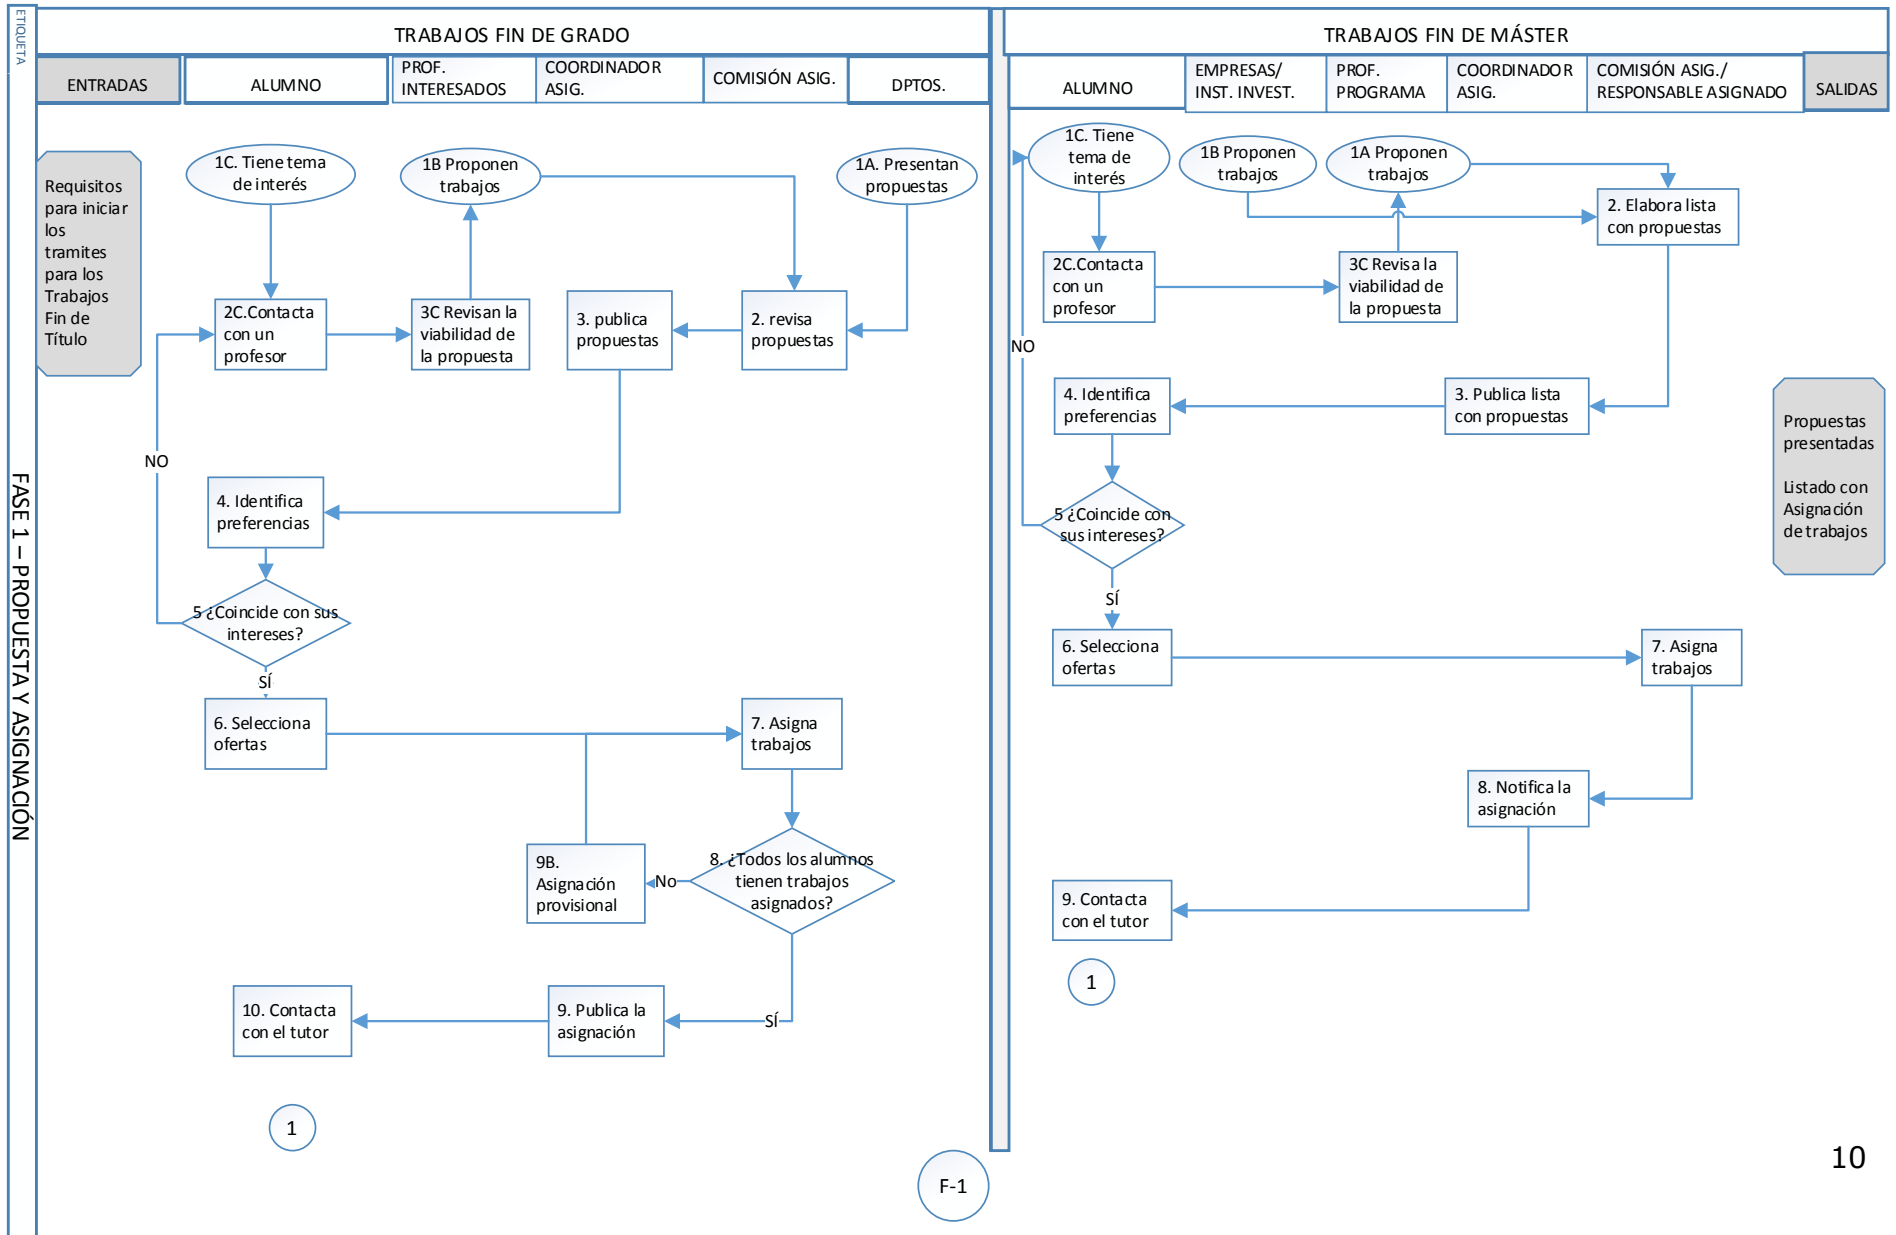 ETIQUETA
FASE 1 – PROPUESTA Y ASIGNACIÓN
TRABAJOS FIN DE GRADO
ENTRADAS
ALUMNO
PROF.
INTERESADOS
COORDINADOR
ASIG.
COMISIÓN ASIG.
DPTOS.
Requisitos
para iniciar
los
tramites
para los
Trabajos
Fin de
Título
1C. Tiene tema
de interés
1B Proponen
trabajos
1A. Presentan
propuestas
2C.Contacta
con un
profesor
3C Revisan la
viabilidad de
la propuesta
3. publica
propuestas
2. revisa
propuestas
NO
4. Identifica
preferencias
5 ¿Coincide con sus
intereses?
SÍ
6. Selecciona
ofertas
7. Asigna
trabajos
9B.
Asignación
provisional
No
8. ¿Todos los alumnos
tienen trabajos
asignados?
10. Contacta
con el tutor
9. Publica la
asignación
SÍ
1
TRABAJOS FIN DE MÁSTER
ALUMNO
EMPRESAS/
INST. INVEST.
PROF.
PROGRAMA
COORDINADOR
ASIG.
COMISIÓN ASIG./
RESPONSABLE ASIGNADO
SALIDAS
1C. Tiene
tema de
interés
1B Proponen
trabajos
1A Proponen
trabajos
2. Elabora lista
con propuestas
2C.Contacta
con un
profesor
3C Revisa la
viabilidad de
la propuesta
NO
4. Identifica
preferencias
3. Publica lista
con propuestas
Propuestas
presentadas
Listado con
Asignación
de trabajos
5 ¿Coincide con
sus intereses?
SÍ
6. Selecciona
ofertas
7. Asigna
trabajos
8. Notifica la
asignación
9. Contacta
con el tutor
1
F-1
10